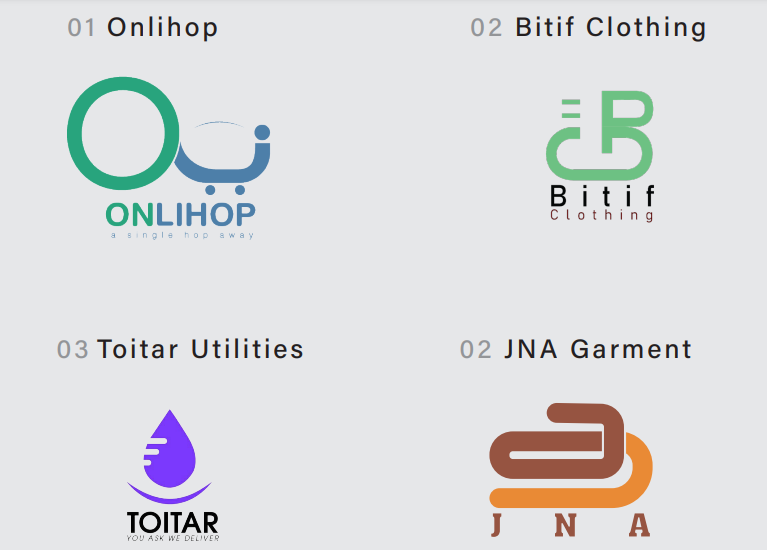 01 Onlihop
02 Bitif Clothing
ONLIHOP
a single hop away
Bitif
Clothing
03 Toitar Utilities
02 JNA Garment
TOITAR
YOU ASK WE DELIVER
JNA